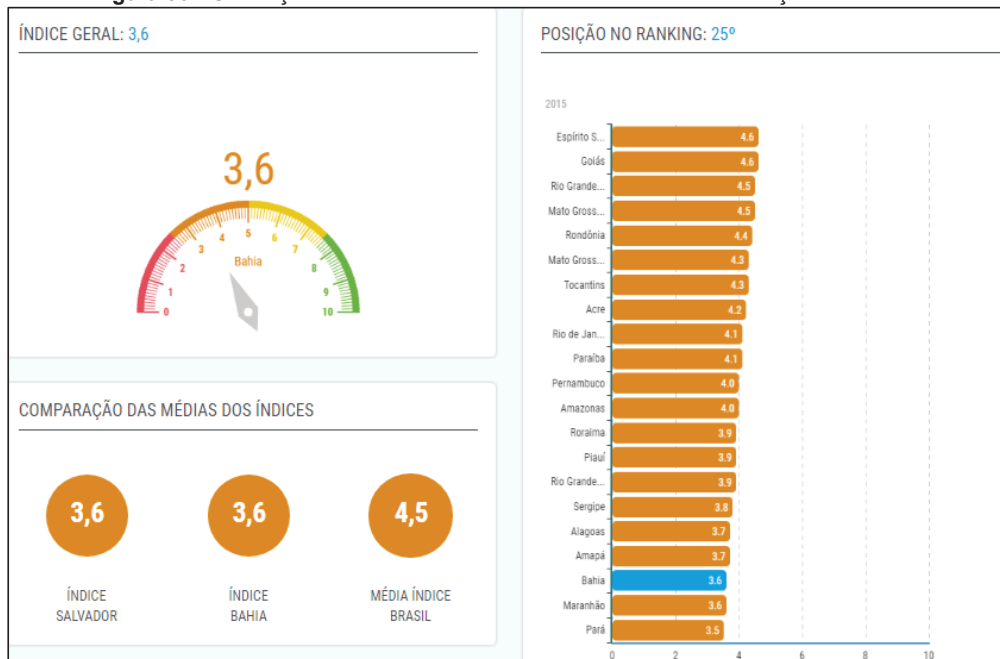 ÍNDICE GERAL: 3,6
3,6
0 1 2 3 4 5 6 7 8 9 10
Bahia
COMPARAÇÃO DAS MÉDIAS DOS ÍNDICES
3,6 3,6 4,5
ÍNDICE SALVADOR
ÍNDICE BAHIA
MÉDIA ÍNDICE BRASIL
POSIÇÃO NO RANKING: 25º
2015
Espírito S... 4.6
Goiás 4.6
Rio Grande... 4.5
Mato Gross... 4.5
Rondônia 4.4
Mato Gross... 4.3
Tocantins 4.3
Acre 4.2
Rio de Jan... 4.1
Paraíba 4.1
Pernambuco 4.0
Amazonas 4.0
Roraima 3.9
Piauí 3.9
Rio Grande... 3.9
Sergipe 3.8
Alagoas 3.7
Amapá 3.7
Bahia 3.6
Maranhão 3.6
Pará 3.5
0 2 4 6 8 10